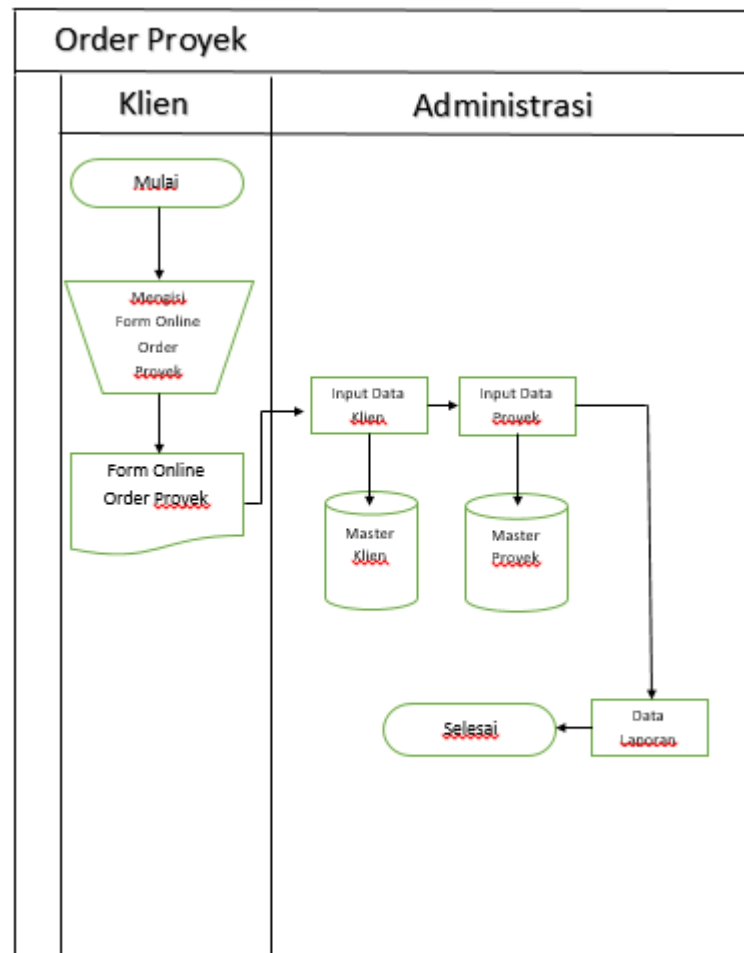 Order Proyek
Klien
Administrasi
Mulai
Mengisi
Form Online
Order
Proyek
Form Online
Order Proyek
Input Data
Klien
Input Data
Proyek
Master
Klien
Master
Proyek
Data
Laporan
Selesai